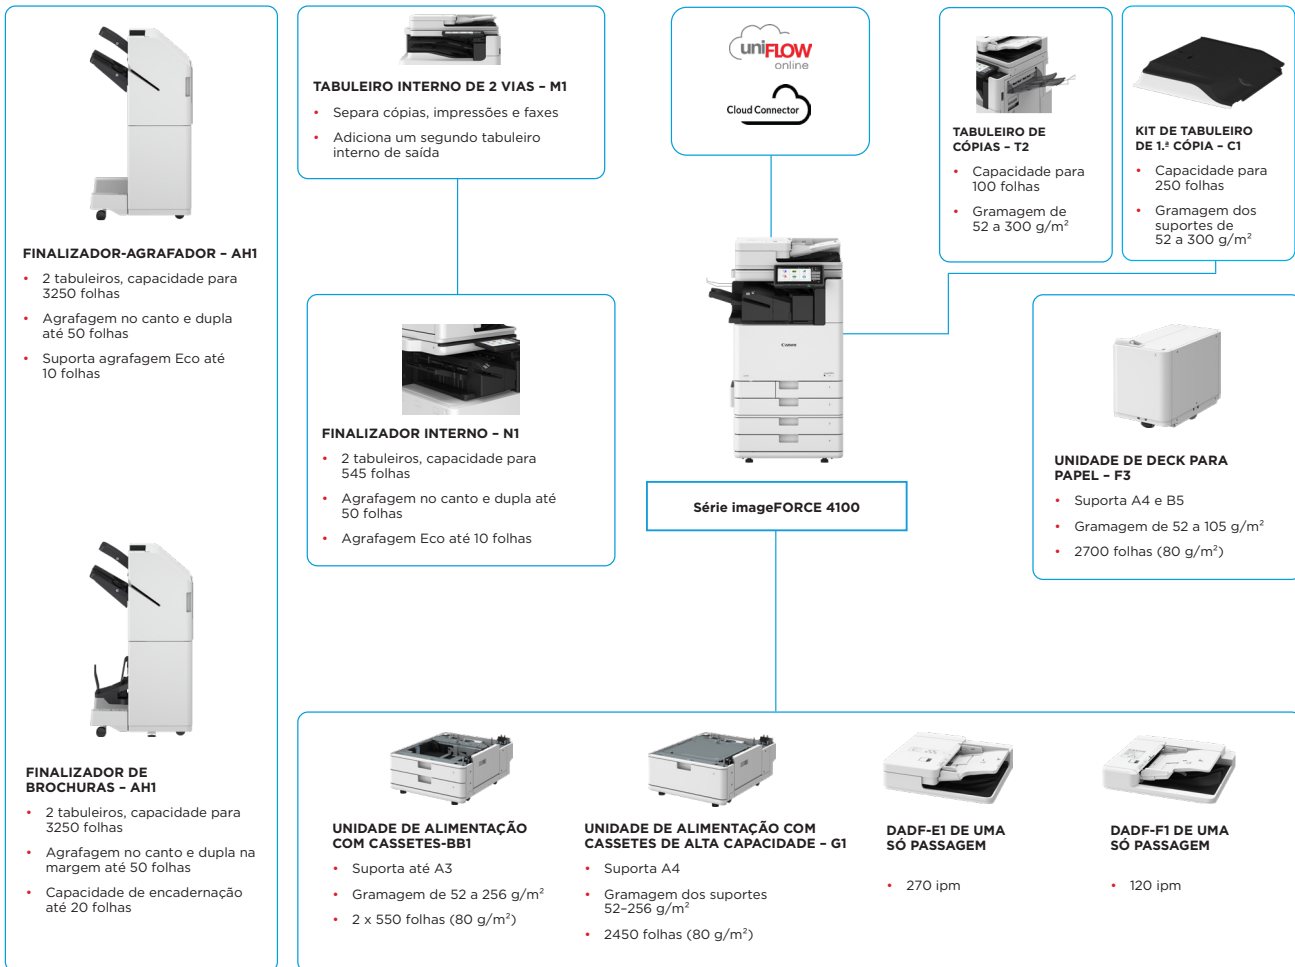 FINALIZADOR-AGRAFADOR – AH1
• 2 tabuleiros, capacidade para
3250 folhas
• Agrafagem no canto e dupla
até 50 folhas
• Suporta agrafagem Eco até
10 folhas
FINALIZADOR DE
BROCHURAS – AH1
• 2 tabuleiros, capacidade para
3250 folhas
• Agrafagem no canto e dupla na
margem até 50 folhas
• Capacidade de encadernação
até 20 folhas
TABULEIRO INTERNO DE 2 VIAS – M1
• Separa cópias, impressões e faxes
• Adiciona um segundo tabuleiro
interno de saída
FINALIZADOR INTERNO – N1
• 2 tabuleiros, capacidade para
545 folhas
• Agrafagem no canto e dupla até
50 folhas
• Agrafagem Eco até 10 folhas
uniFLOW
online
Cloud Connector
Canon
Série imageFORCE 4100
TABULEIRO DE
CÓPIAS – T2
• Capacidade para
100 folhas
• Gramagem de
52 a 300 g/m²
KIT DE TABULEIRO
DE 1.ª CÓPIA – C1
• Capacidade para
250 folhas
• Gramagem dos
suportes de
52 a 300 g/m²
UNIDADE DE DECK PARA
PAPEL – F3
• Suporta A4 e B5
• Gramagem de 52 a 105 g/m²
• 2700 folhas (80 g/m²)
UNIDADE DE ALIMENTAÇÃO
COM CASSETES-BB1
• Suporta até A3
• Gramagem de 52 a 256 g/m²
• 2 x 550 folhas (80 g/m²)
UNIDADE DE ALIMENTAÇÃO COM
CASSETES DE ALTA CAPACIDADE – G1
• Suporta A4
• Gramagem dos suportes
52–256 g/m²
• 2450 folhas (80 g/m²)
DADF-E1 DE UMA
SÓ PASSAGEM
• 270 ipm
DADF-F1 DE UMA
SÓ PASSAGEM
• 120 ipm